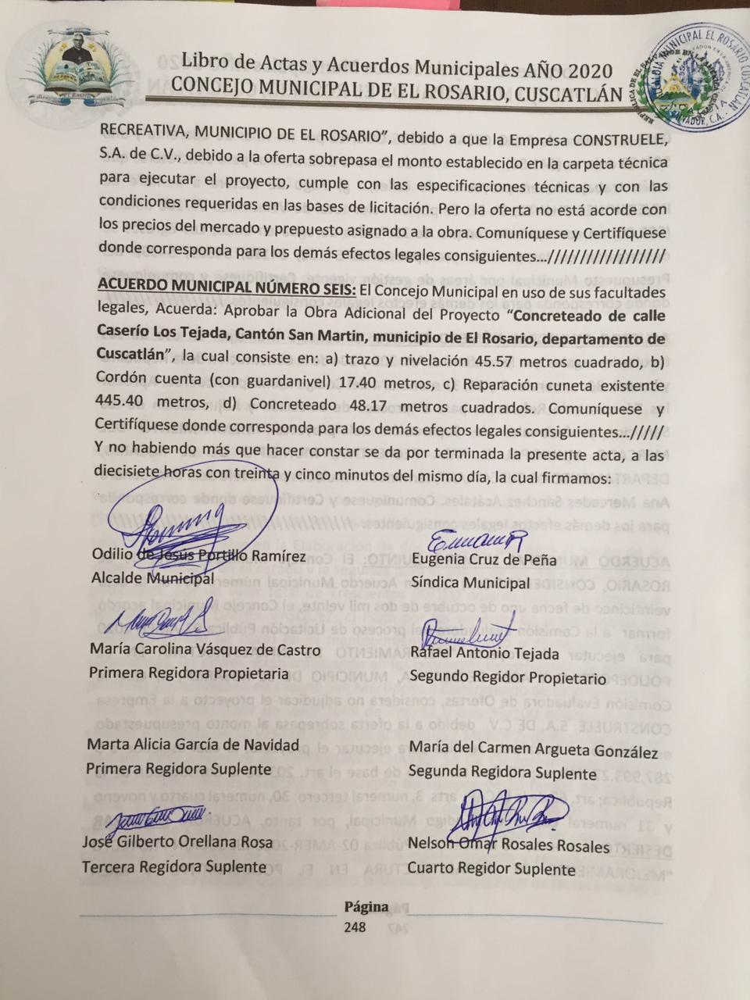 Libro de Actas y Acuerdos Municipales AÑO 2020
CONCEJO MUNICIPAL DE EL ROSARIO, CUSCATLÁN
RECREATIVA, MUNICIPIO DE EL ROSARIO”, debido a que la Empresa CONSTRUELE,
S.A. de C.V., debido a la oferta sobrepasa el monto establecido en la carpeta técnica
para ejecutar el proyecto, cumple con las especificaciones técnicas y con las
condiciones requeridas en las bases de licitación. Pero la oferta no está acorde con
los precios del mercado y prepuesto asignado a la obra. Comuníquese y Certifíquese
donde corresponda para los demás efectos legales consiguientes...///////////////////
ACUERDO MUNICIPAL NÚMERO SEIS: El Concejo Municipal en uso de sus facultades
legales, Acuerda: Aprobar la Obra Adicional del Proyecto “Concreteado de calle
Caserío Los Tejada, Cantón San Martin, municipio de El Rosario, departamento de
Cuscatlán”, la cual consiste en: a) trazo y nivelación 45.57 metros cuadrado, b)
Cordón cuenta (con guardanivel) 17.40 metros, c) Reparación cuneta existente
445.40 metros, d) Concreteado 48.17 metros cuadrados. Comuníquese y
Certifíquese donde corresponda para los demás efectos legales consiguientes.../////
Y no habiendo más que hacer constar se da por terminada la presente acta, a las
diecisiete horas con treinta y cinco minutos del mismo día, la cual firmamos:
Odilio de Jesús Portillo Ramírez
Alcalde Municipal
Eugenia Cruz de Peña
Síndica Municipal
María Carolina Vásquez de Castro
Primera Regidora Propietaria
Rafael Antonio Tejada
Segundo Regidor Propietario
Marta Alicia García de Navidad
Primera Regidora Suplente
María del Carmen Argueta González
Segunda Regidora Suplente
José Gilberto Orellana Rosa
Tercera Regidora Suplente
Nelson Omar Rosales Rosales
Cuarto Regidor Suplente
Página
248